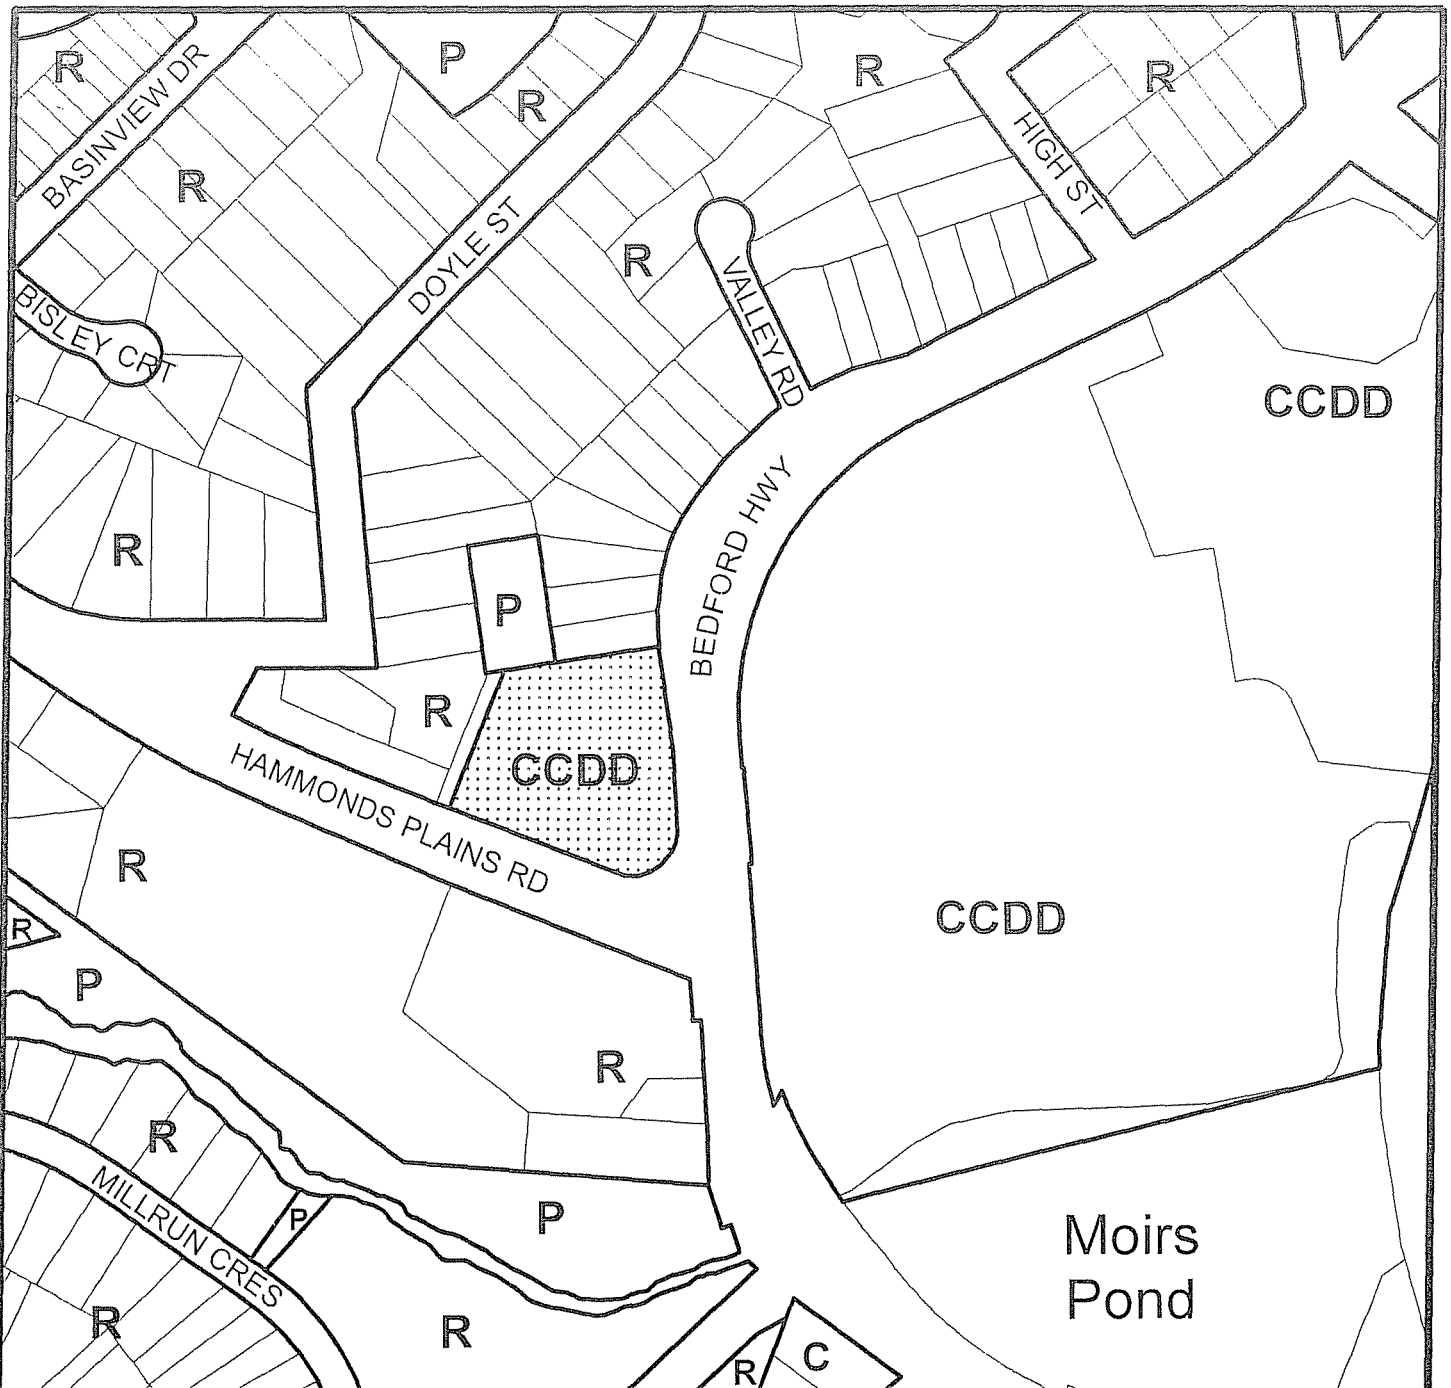 R
P
R
R
R
BASINVIEW DR
R
HIGH ST
DOYLE ST
R
VALLEY RD
BISLEY CRT
CCDD
BEDFORD HWY
R
P
R
CCDD
HAMMONDS PLAINS RD
R
CCDD
R
P
R
R
MILLRUN CRES
P
P
Moirs
Pond
R
R
C
R